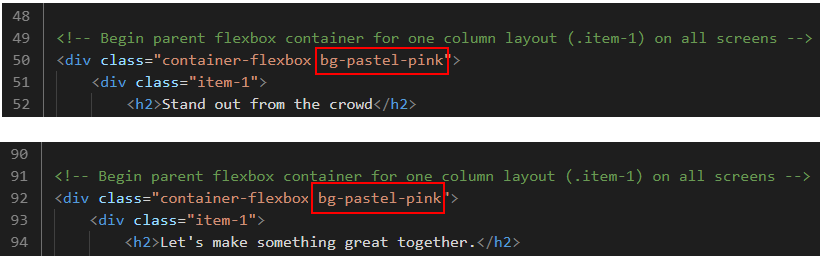 48
49 <!-- Begin parent flexbox container for one column layout (.item-1) on all screens -->
50 <div class="container-flexbox bg-pastel-pink">
51 <div class="item-1">
52 <h2>Stand out from the crowd</h2>
90
91 <!-- Begin parent flexbox container for one column layout (.item-1) on all screens -->
92 <div class="container-flexbox bg-pastel-pink">
93 <div class="item-1">
94 <h2>Let's make something great together.</h2>